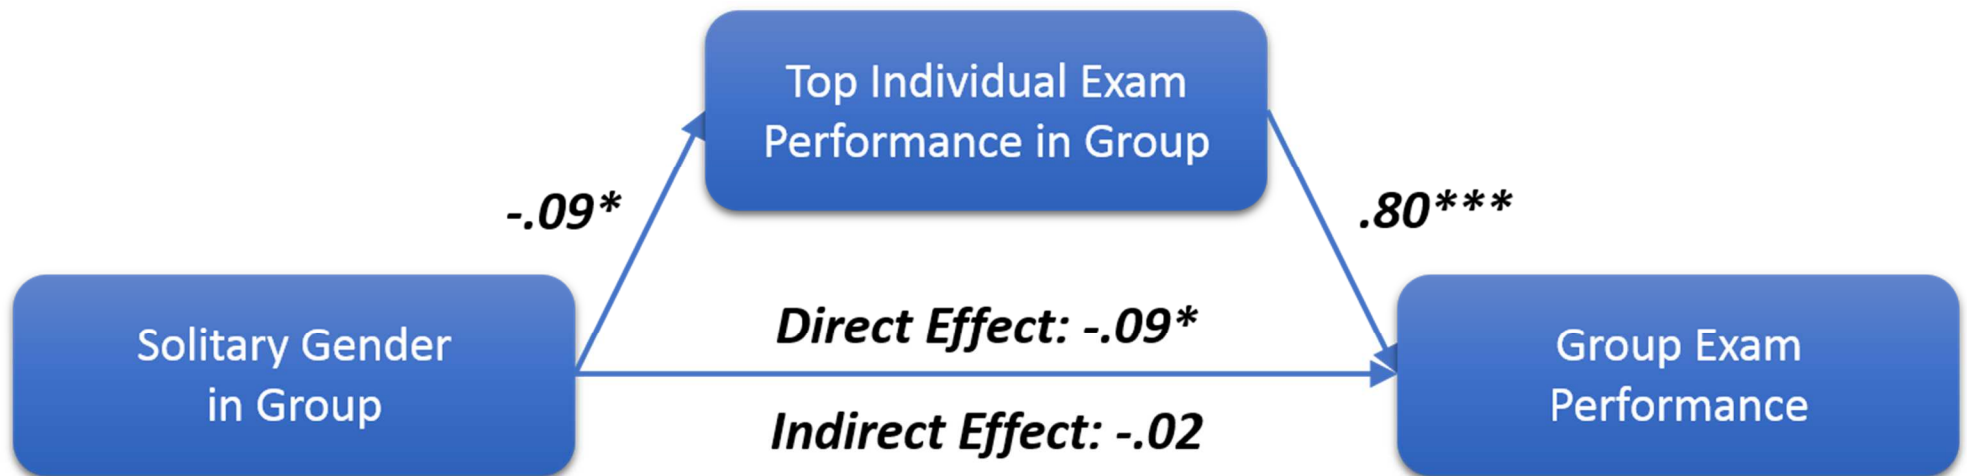 Top Individual Exam
Performance in Group
-.09*
.80***
Solitary Gender
in Group
Direct Effect: -.09*
Indirect Effect: -.02
Group Exam
Performance